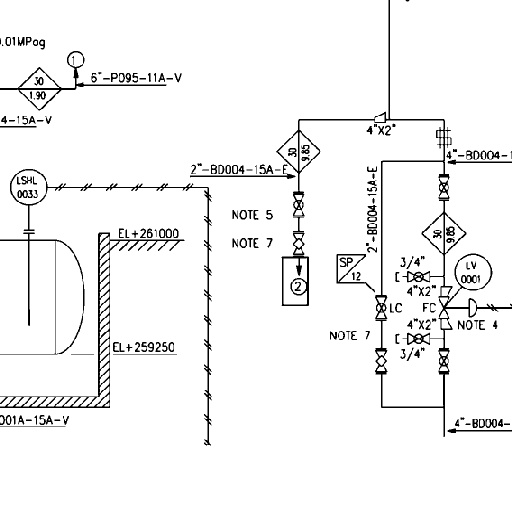 0.01MPag
1
30
1.90
6"-P095-11A-V
4-15A-V
4"X2"
30
9.85
4"-BD004-1
2"-BD004-15A-E
LSHL
0033
2"-BD004-15A-E
NOTE 5
EL+261000
NOTE 7
30
9.85
SP
12
3/4"
LV
0001
2
4"X2"
LC
FC
NOTE 4
4"X2"
NOTE 7
EL+259250
3/4"
001A-15A-V
4"-BD004-